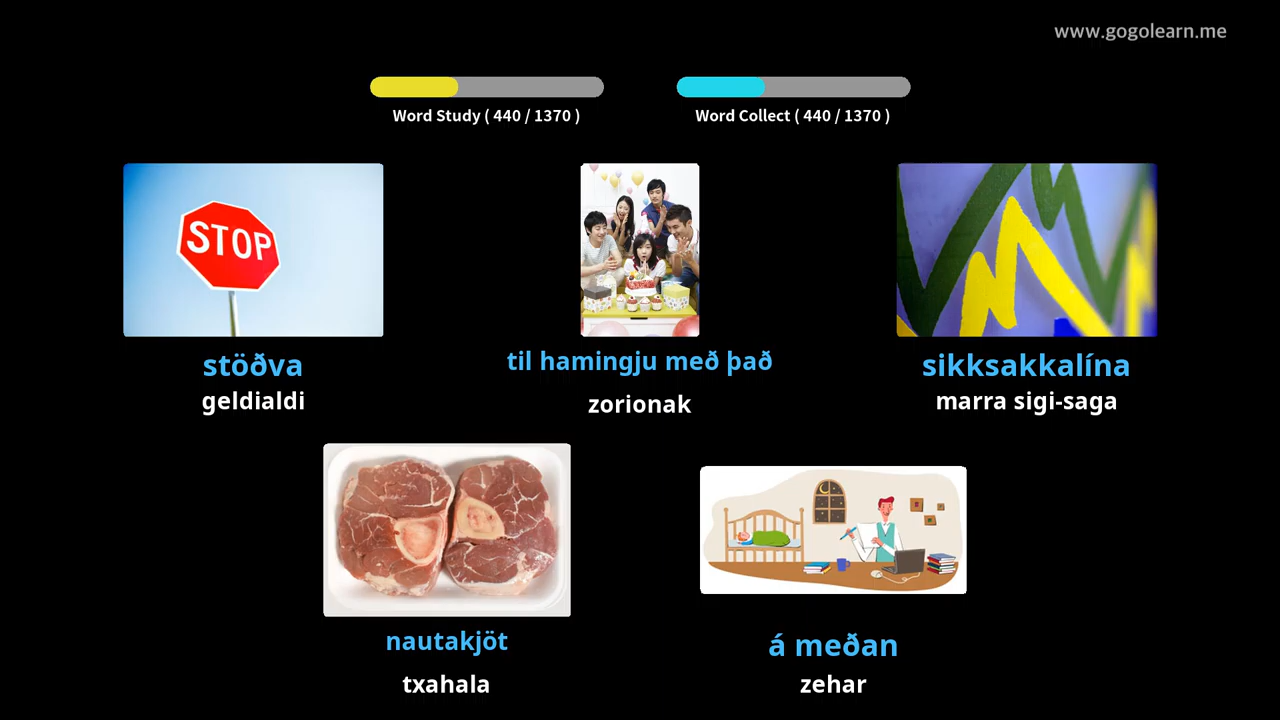 www.gogolearn.me
Word Study ( 440 / 1370 )
Word Collect ( 440 / 1370 )
STOP
stöðva
geldialdi
til hamingju með það
zorionak
sikksakkalína
marra sigi-saga
nautakjöt
txahala
á meðan
zehar